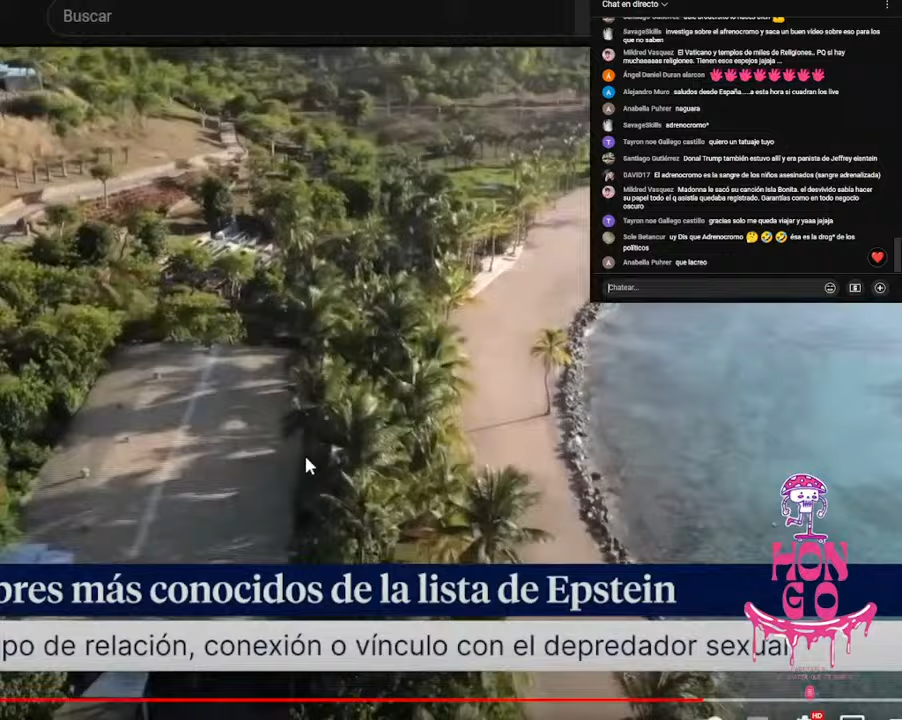 Buscar
Chat en directo
SavageSkills investiga sobre el afrenocromo y saca un buen vídeo sobre eso para los
que no saben
Mildred Vasquez El Vaticano y templos de miles de Religiones.. PQ si hay
muchaaaaaas religiones. Tienen esos espejos jajaja ...
Ángel Daniel Duran alarcon
Alejandro Muro saludos desde España.....a esta hora si cuadran los live
Anabella Puhrer naguara
SavageSkills adrenocromo*
Tayron noe Gallego castillo quiero un tatuaje tuyo
Santiago Gutiérrez Donal Trump también estuvo allí y era panista de Jeffrey eientein
DAVID17 El adrenocromo es la sangre de los niños asesinados (sangre adrenalizada)
Mildred Vasquez Madonna le sacó su canción Isla Bonita. el desvivido sabía hacer
su papel todo el q asistía quedaba registrado. Garantías como en todo negocio
oscuro
Tayron noe Gallego castillo gracias solo me queda viajar y yaaa jajaja
Sole Betancur uy Dis que Adrenocromo 🤔 🤣 🤣 ésa es la drog* de los
políticos
Anabella Puhrer que lacreo
Chatear...
bres más conocidos de la lista de Epstein
ipo de relación, conexión o vínculo con el depredador sexual
HON
GO
HD